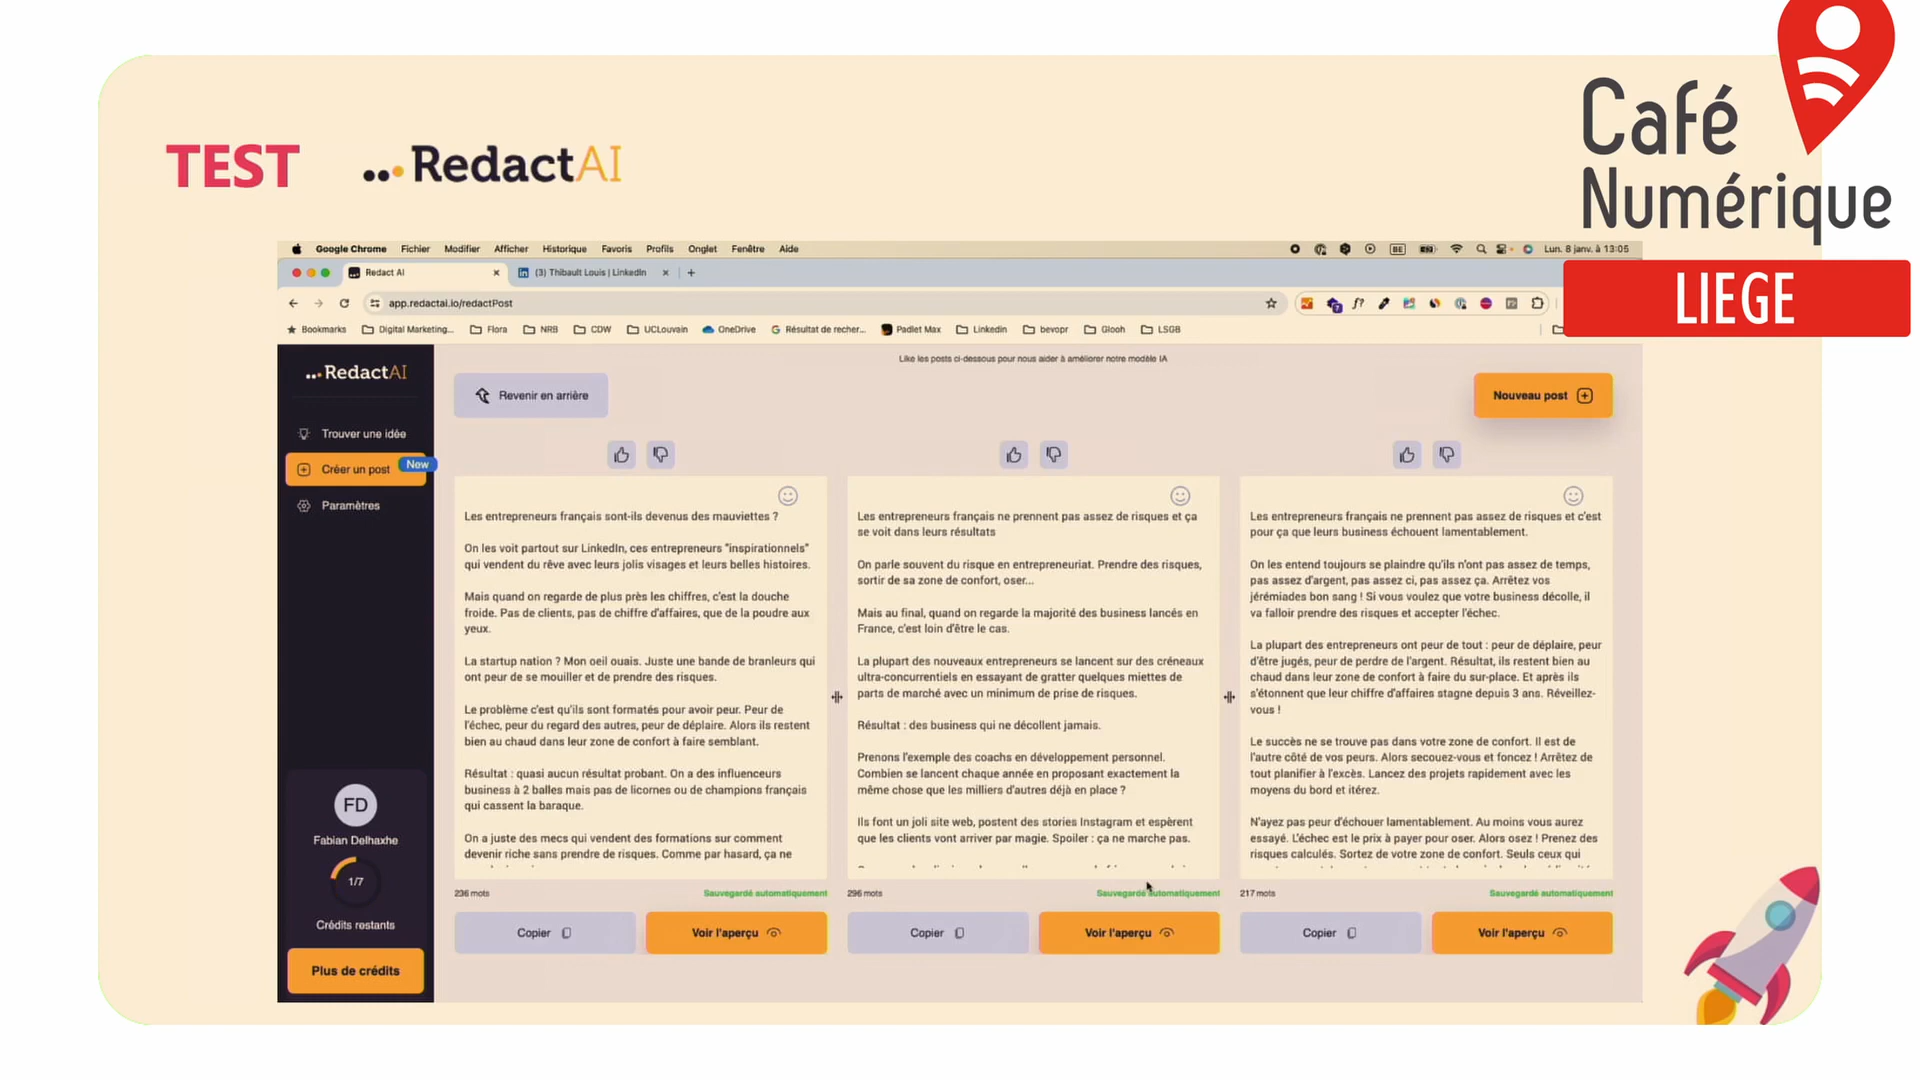 TEST
RedactAI
Café
Numérique
LIEGE
Google Chrome Fichier Modifier Afficher Historique Favoris Profils Onglet Fenêtre Aide
BE
Lun. 8 janv. à 13:05
Redact AI
(3) Thibault Louis | LinkedIn
app.redactai.io/redactPost
Bookmarks Digital Marketing... Flora NRB CDW UCLouvain OneDrive Résultat de recher... Padlet Max Linkedin bevopr Glooh LSGB
RedactAI
Trouver une idée
Créer un post New
Paramètres
FD
Fabian Delhaxhe
1/7
Crédits restants
Plus de crédits
Like les posts ci-dessous pour nous aider à améliorer notre modèle IA
Revenir en arrière
Nouveau post
Les entrepreneurs français sont-ils devenus des mauviettes ?
On les voit partout sur LinkedIn, ces entrepreneurs "inspirationnels"
qui vendent du rêve avec leurs jolis visages et leurs belles histoires.
Mais quand on regarde de plus près les chiffres, c'est la douche
froide. Pas de clients, pas de chiffre d'affaires, que de la poudre aux
yeux.
La startup nation ? Mon oeil ouais. Juste une bande de branleurs qui
ont peur de se mouiller et de prendre des risques.
Le problème c'est qu'ils sont formatés pour avoir peur. Peur de
l'échec, peur du regard des autres, peur de déplaire. Alors ils restent
bien au chaud dans leur zone de confort à faire semblant.
Résultat : quasi aucun résultat probant. On a des influenceurs
business à 2 balles mais pas de licornes ou de champions français
qui cassent la baraque.
On a juste des mecs qui vendent des formations sur comment
devenir riche sans prendre de risques. Comme par hasard, ça ne
236 mots
Sauvegardé automatiquement
Copier
Voir l'aperçu
Les entrepreneurs français ne prennent pas assez de risques et ça
se voit dans leurs résultats
On parle souvent du risque en entrepreneuriat. Prendre des risques,
sortir de sa zone de confort, oser...
Mais au final, quand on regarde la majorité des business lancés en
France, c'est loin d'être le cas.
La plupart des nouveaux entrepreneurs se lancent sur des créneaux
ultra-concurrentiels en essayant de gratter quelques miettes de
parts de marché avec un minimum de prise de risques.
Résultat : des business qui ne décollent jamais.
Prenons l'exemple des coachs en développement personnel.
Combien se lancent chaque année en proposant exactement la
même chose que les milliers d'autres déjà en place ?
Ils font un joli site web, postent des stories Instagram et espèrent
que les clients vont arriver par magie. Spoiler : ça ne marche pas.
296 mots
Sauvegardé automatiquement
Copier
Voir l'aperçu
Les entrepreneurs français ne prennent pas assez de risques et c'est
pour ça que leurs business échouent lamentablement.
On les entend toujours se plaindre qu'ils n'ont pas assez de temps,
pas assez d'argent, pas assez ci, pas assez ça. Arrêtez vos
jérémiades bon sang ! Si vous voulez que votre business décolle, il
va falloir prendre des risques et accepter l'échec.
La plupart des entrepreneurs ont peur de tout : peur de déplaire, peur
d'être jugés, peur de perdre de l'argent. Résultat, ils restent bien au
chaud dans leur zone de confort à faire du sur-place. Et après ils
s'étonnent que leur chiffre d'affaires stagne depuis 3 ans. Réveillez-
vous !
Le succès ne se trouve pas dans votre zone de confort. Il est de
l'autre côté de vos peurs. Alors secouez-vous et foncez ! Arrêtez de
tout planifier à l'excès. Lancez des projets rapidement avec les
moyens du bord et itérez.
N'ayez pas peur d'échouer lamentablement. Au moins vous aurez
essayé. L'échec est le prix à payer pour oser. Alors osez ! Prenez des
risques calculés. Sortez de votre zone de confort. Seuls ceux qui
217 mots
Sauvegardé automatiquement
Copier
Voir l'aperçu